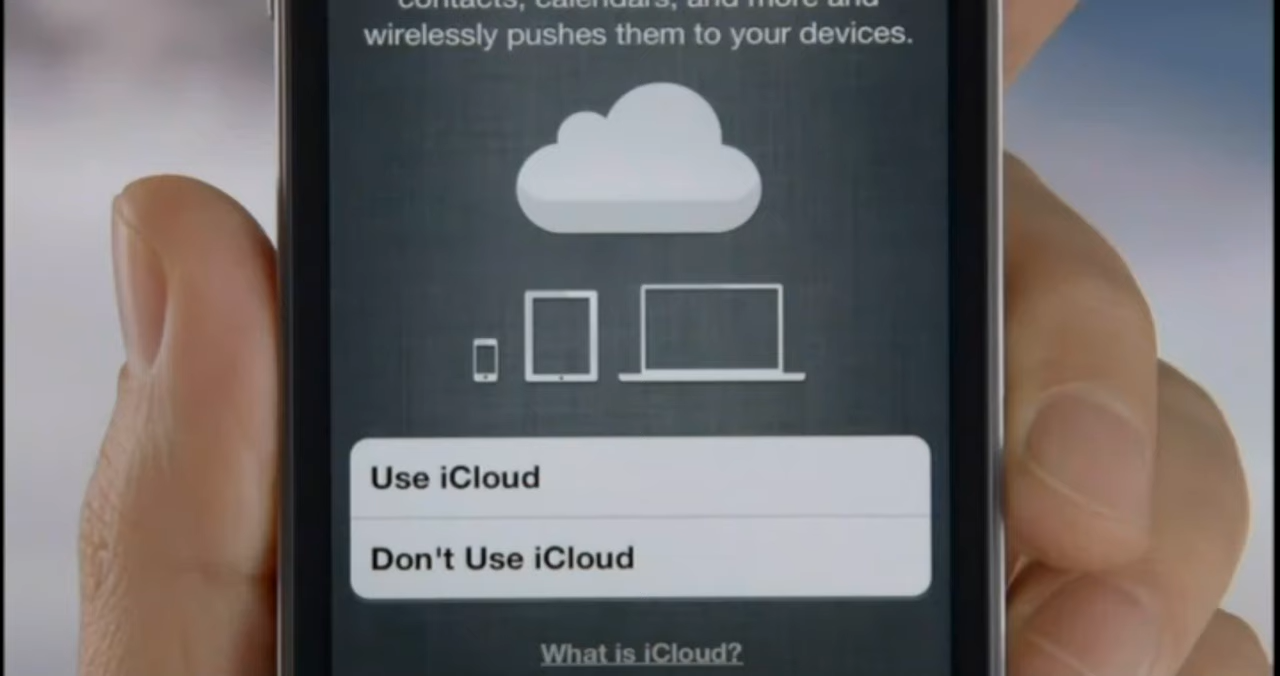 contacts, calendars, and more and
wirelessly pushes them to your devices.
Use iCloud
Don't Use iCloud
What is iCloud?